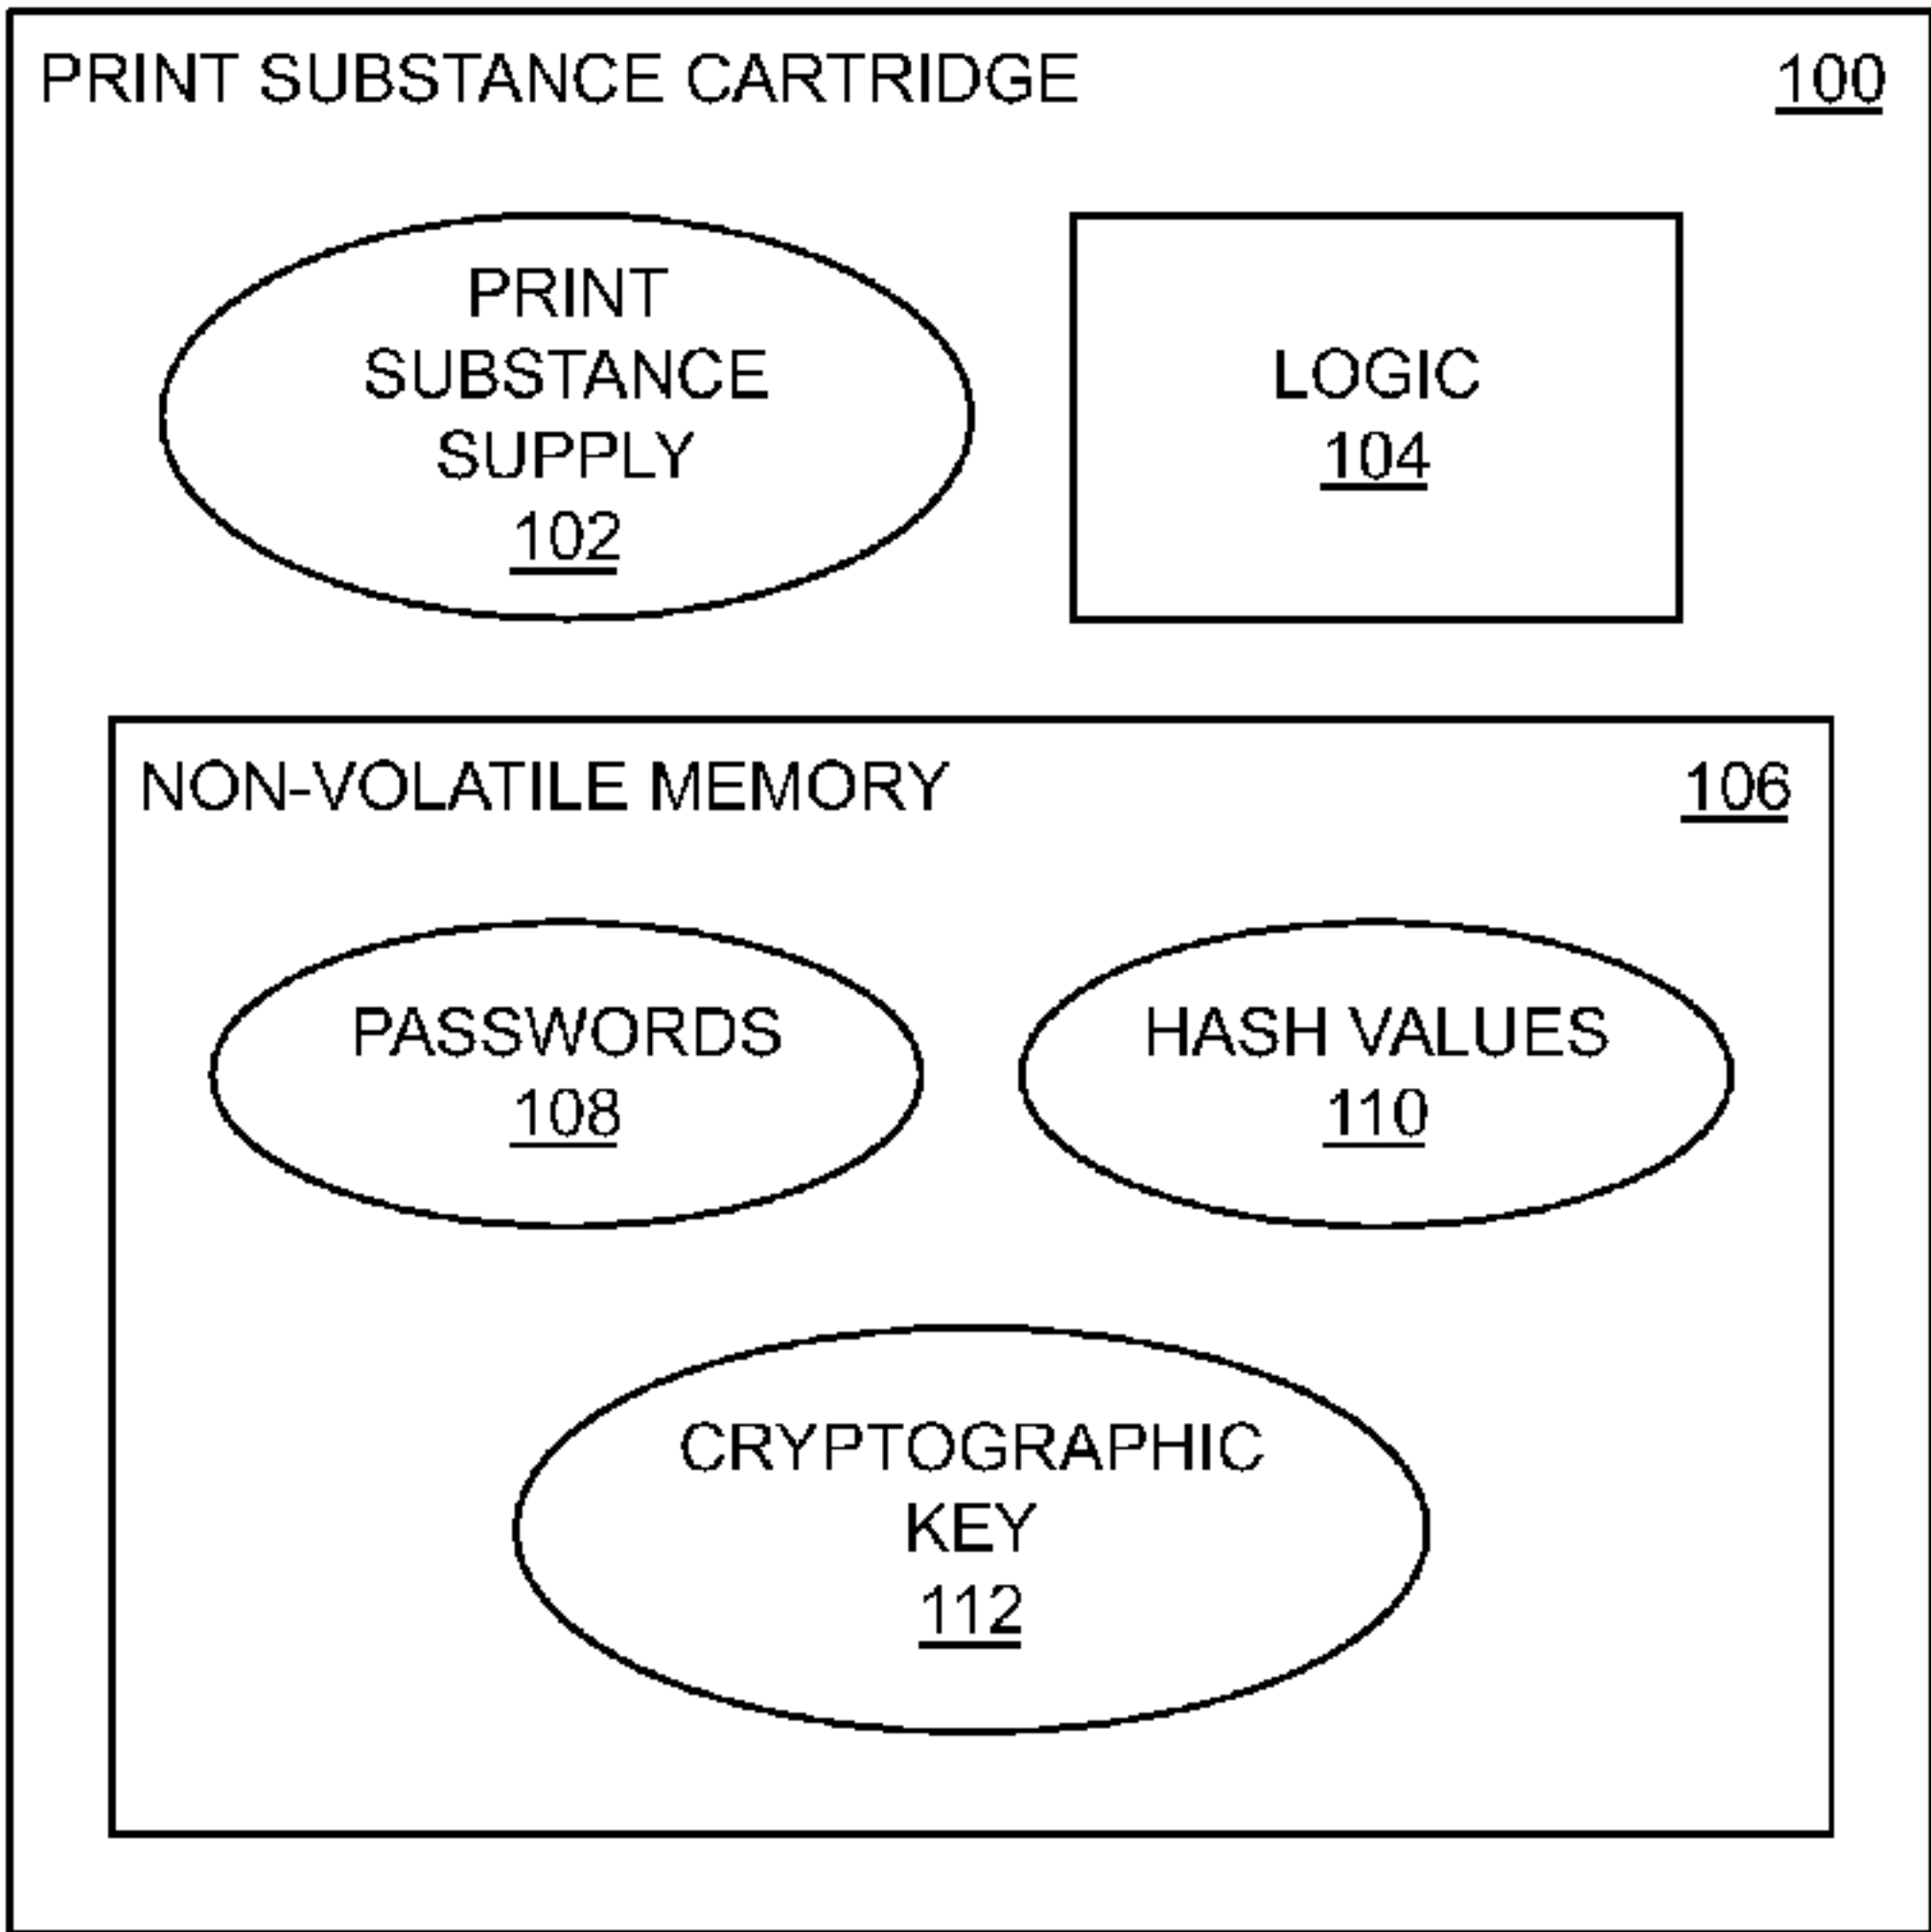 PRINT SUBSTANCE CARTRIDGE 100
PRINT
SUBSTANCE
SUPPLY
102
LOGIC
104
NON-VOLATILE MEMORY 106
PASSWORDS
108
HASH VALUES
110
CRYPTOGRAPHIC
KEY
112